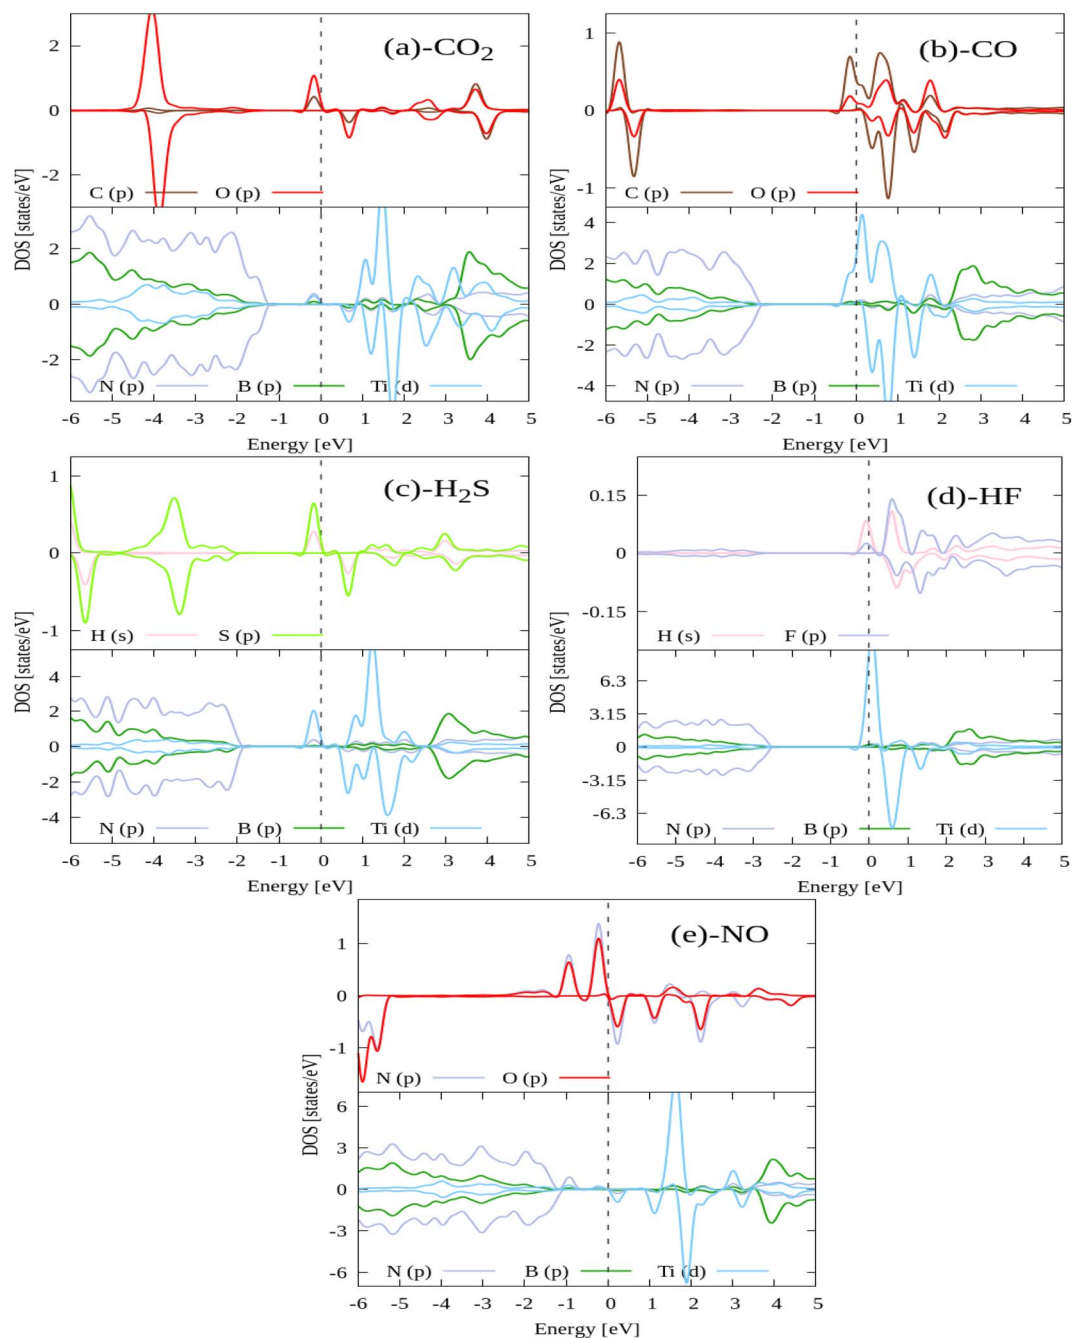 (a)-CO2
2
0
-2
C (p) O (p)
DOS [states/eV]
2
0
-2
N (p) B (p) Ti (d)
-6 -5 -4 -3 -2 -1 0 1 2 3 4 5
Energy [eV]
(b)-CO
1
0
-1
C (p) O (p)
DOS [states/eV]
4
2
0
-2
-4
N (p) B (p) Ti (d)
-6 -5 -4 -3 -2 -1 0 1 2 3 4 5
Energy [eV]
(c)-H2S
1
0
-1
H (s) S (p)
DOS [states/eV]
4
2
0
-2
-4
N (p) B (p) Ti (d)
-6 -5 -4 -3 -2 -1 0 1 2 3 4 5
Energy [eV]
(d)-HF
0.15
0
-0.15
H (s) F (p)
DOS [states/eV]
6.3
3.15
0
-3.15
-6.3
N (p) B (p) Ti (d)
-6 -5 -4 -3 -2 -1 0 1 2 3 4 5
Energy [eV]
(e)-NO
1
0
-1
N (p) O (p)
DOS [states/eV]
6
3
0
-3
-6
N (p) B (p) Ti (d)
-6 -5 -4 -3 -2 -1 0 1 2 3 4 5
Energy [eV]